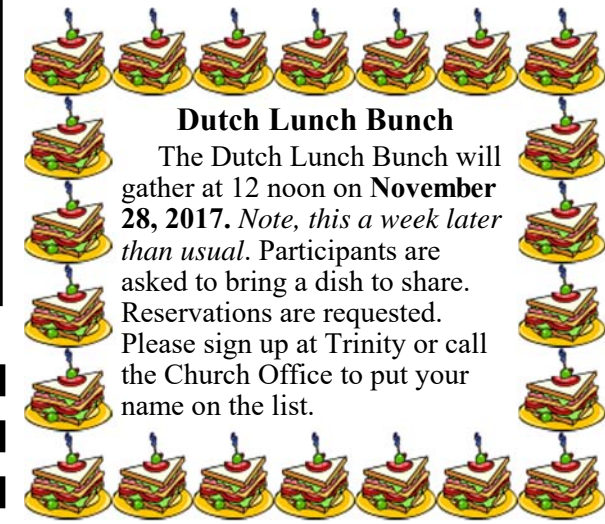 Dutch Lunch Bunch
The Dutch Lunch Bunch will
gather at 12 noon on November
28, 2017. Note, this a week later
than usual. Participants are
asked to bring a dish to share.
Reservations are requested.
Please sign up at Trinity or call
the Church Office to put your
name on the list.